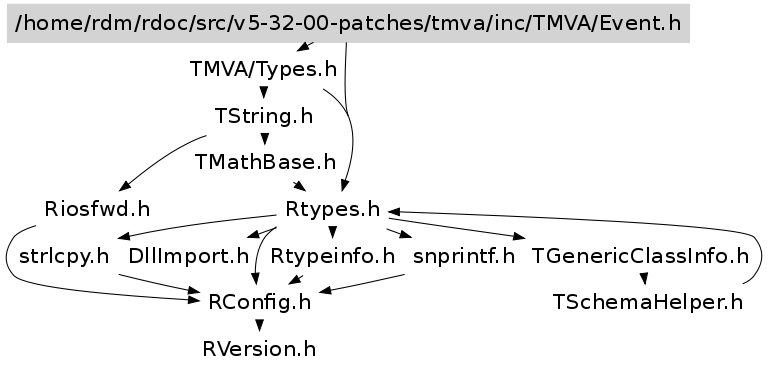 /home/rdm/rdoc/src/v5-32-00-patches/tmva/inc/TMVA/Event.h
TMVA/Types.h
TString.h
TMathBase.h
Riosfwd.h
Rtypes.h
strlcpy.h
DllImport.h
Rtypeinfo.h
snprintf.h
TGenericClassInfo.h
RConfig.h
TSchemaHelper.h
RVersion.h